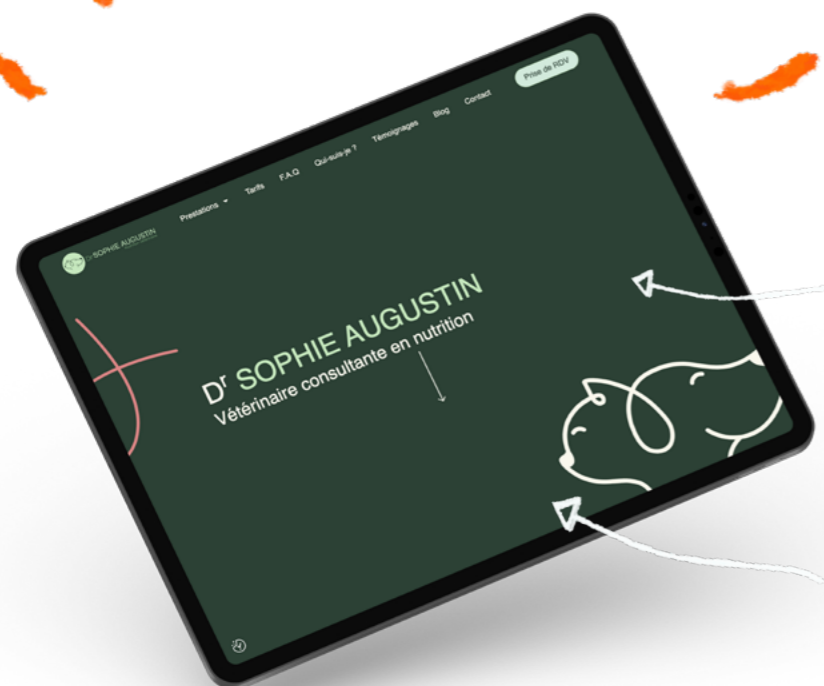 Prise de RDV
Prestations Tarifs F.A.Q Qui-suis-je ? Témoignages Blog Contact
Dr SOPHIE AUGUSTIN
Dr SOPHIE AUGUSTIN
Vétérinaire consultante en nutrition